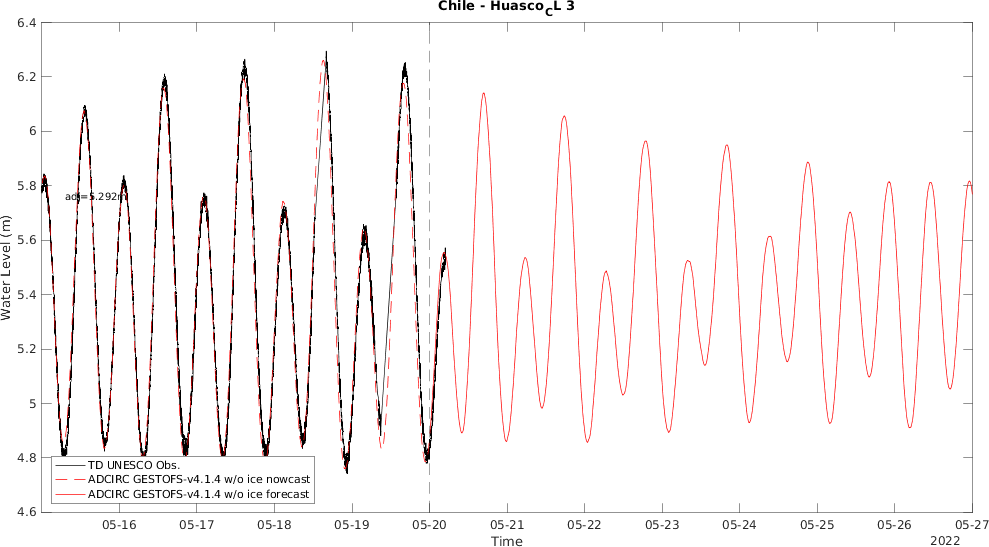 Chile - Huasco_CL 3
6.4
6.2
6
5.8
5.6
5.4
5.2
5
4.8
4.6
Water Level (m)
adj=5.292m
TD UNESCO Obs.
ADCIRC GESTOFS-v4.1.4 w/o ice nowcast
ADCIRC GESTOFS-v4.1.4 w/o ice forecast
05-16 05-17 05-18 05-19 05-20 05-21 05-22 05-23 05-24 05-25 05-26 05-27
Time
2022